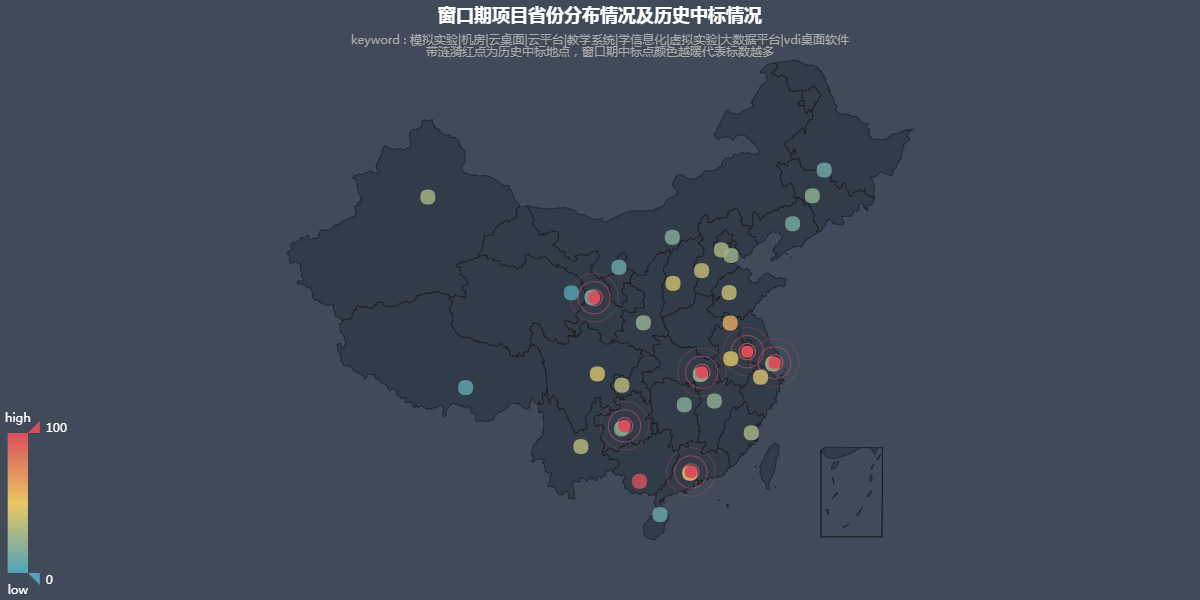 窗口期项目省份分布情况及历史中标情况
keyword : 模拟实验|机房|云桌面|云平台|教学系统|学信息化|虚拟实验|大数据平台|vdi桌面软件
带涟漪红点为历史中标地点，窗口期中标点颜色越暖代表标数越多
high
100
0
low